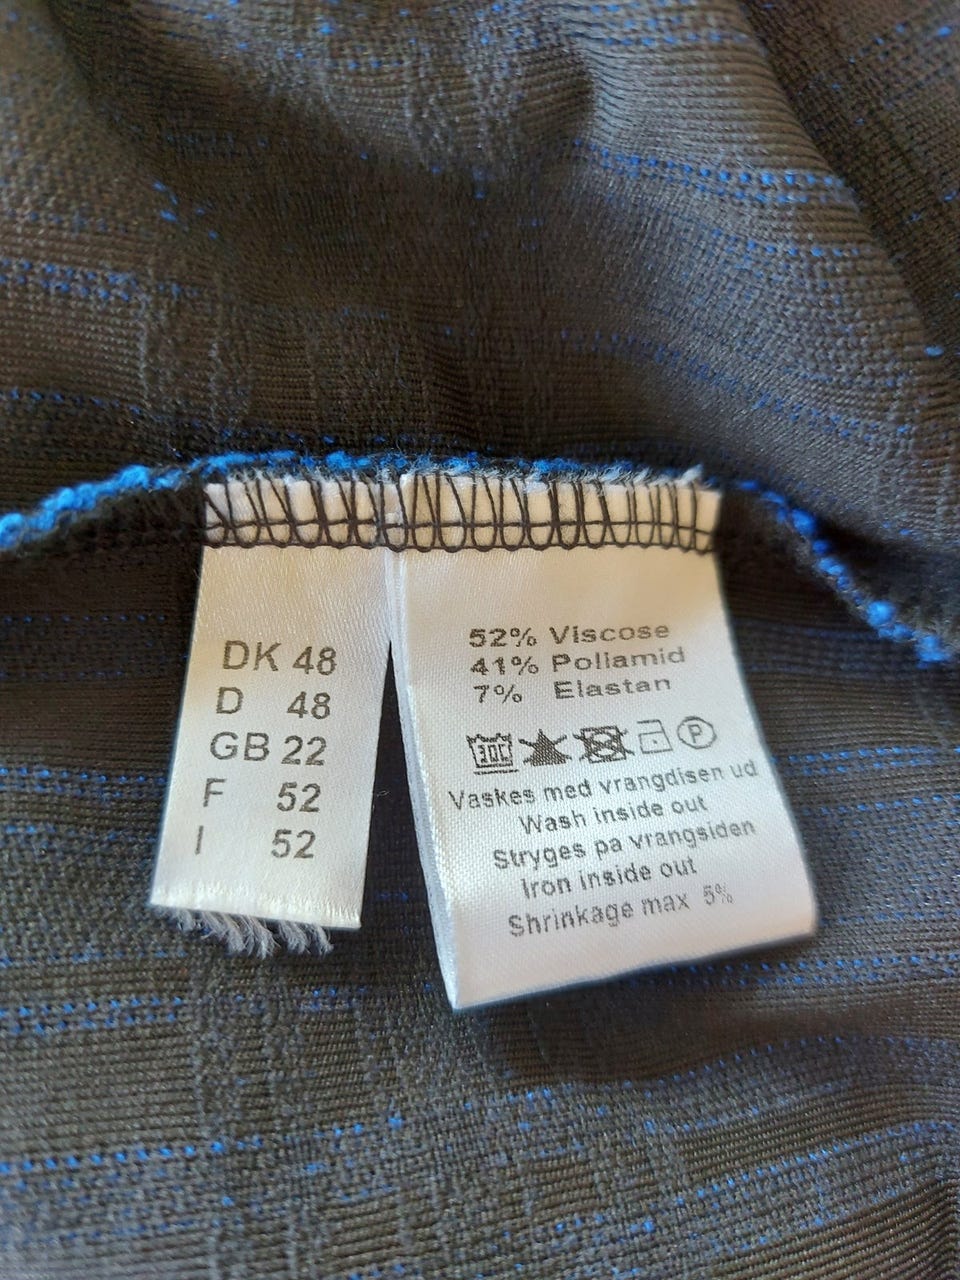 DK 48
D 48
GB 22
F 52
I 52
52% Viscose
41% Poliamid
7% Elastan
30C
P
Vaskes med vrangdisen ud
Wash inside out
Stryges pa vrangsiden
Iron inside out
Shrinkage max 5%